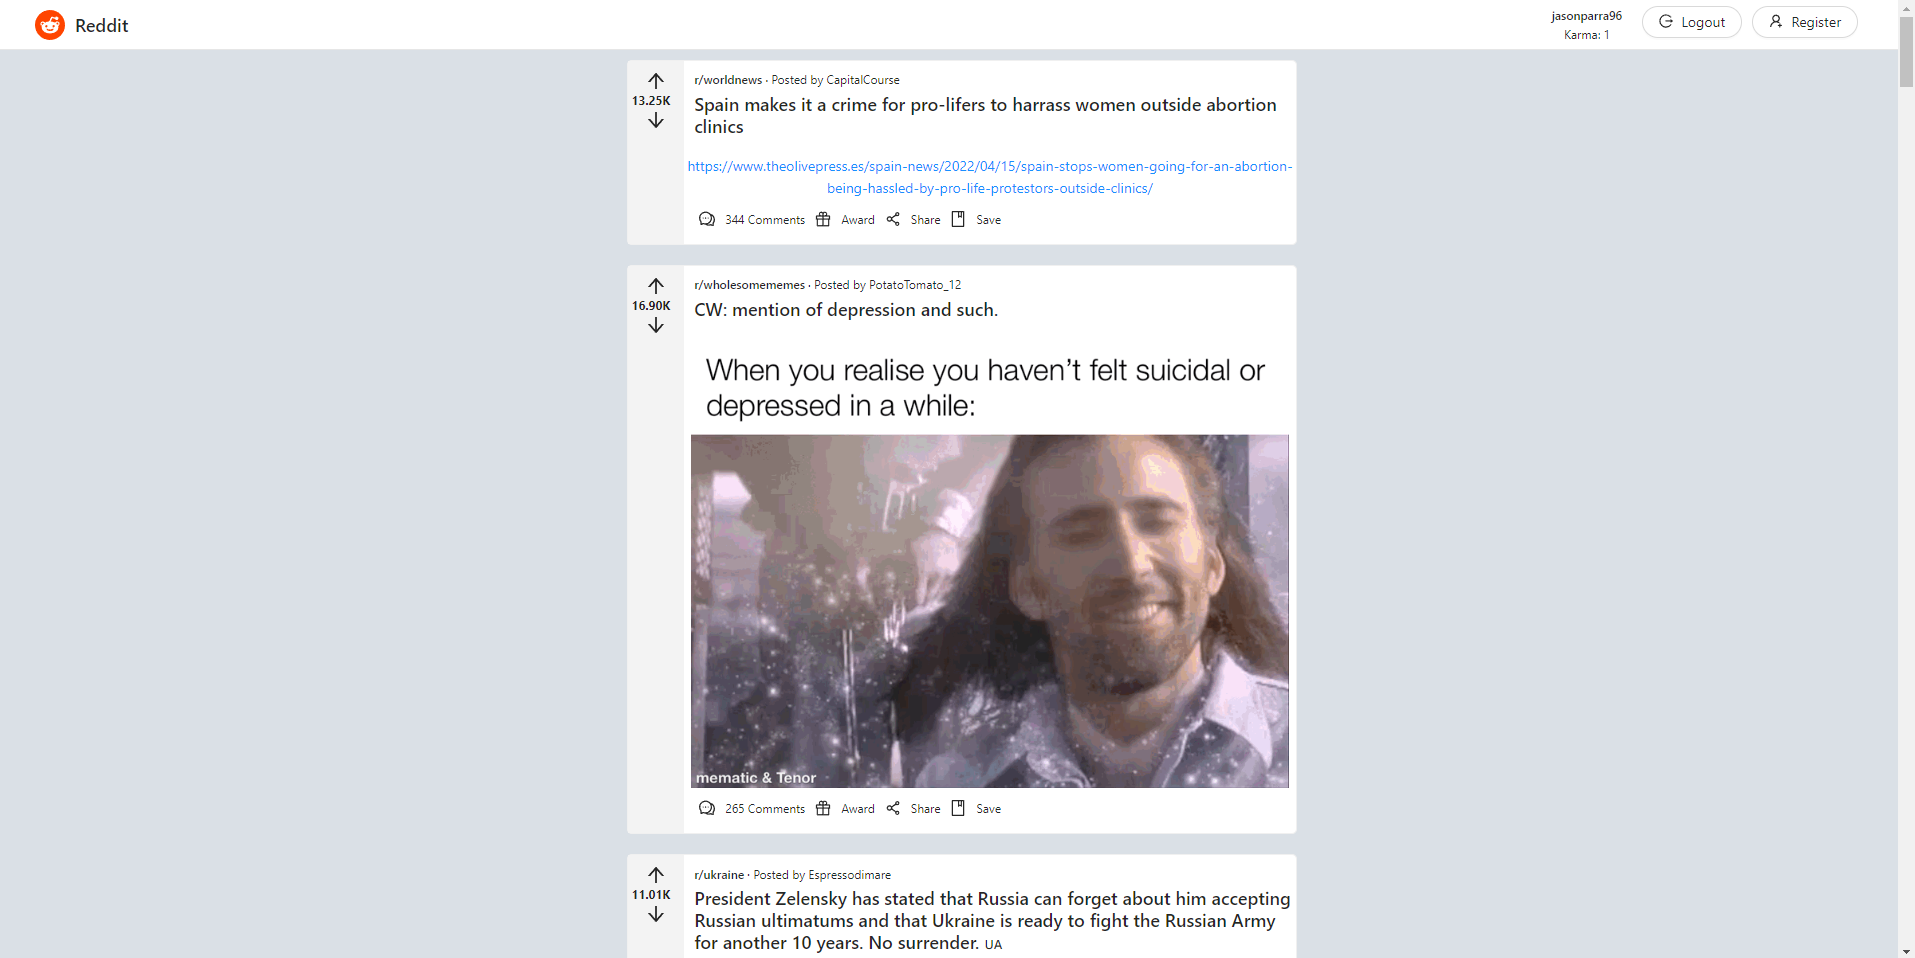 Reddit
jasonparra96
Karma: 1
Logout
Register
13.25K
r/worldnews · Posted by CapitalCourse
Spain makes it a crime for pro-lifers to harrass women outside abortion
clinics
https://www.theolivepress.es/spain-news/2022/04/15/spain-stops-women-going-for-an-abortion-
being-hassled-by-pro-life-protestors-outside-clinics/
344 Comments Award Share Save
16.90K
r/wholesomememes · Posted by PotatoTomato_12
CW: mention of depression and such.
When you realise you haven't felt suicidal or
depressed in a while:
mematic & Tenor
265 Comments Award Share Save
11.01K
r/ukraine · Posted by Espressodimare
President Zelensky has stated that Russia can forget about him accepting
Russian ultimatums and that Ukraine is ready to fight the Russian Army
for another 10 years. No surrender. UA